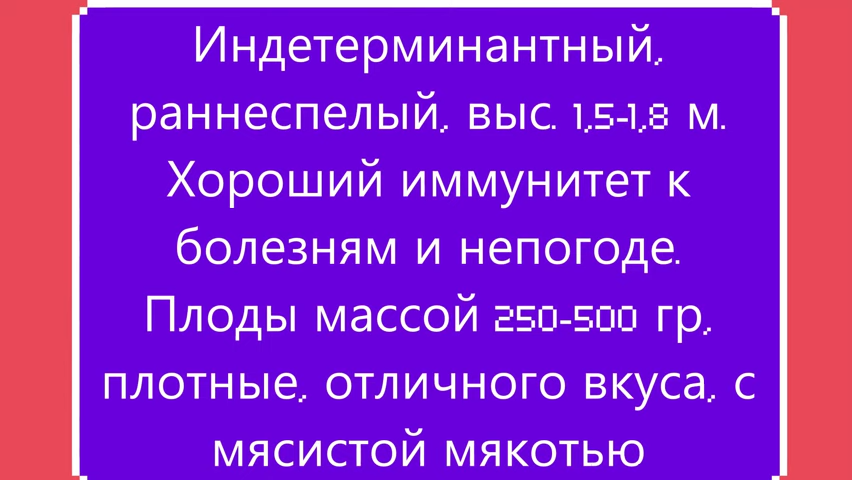 Индетерминантный,
раннеспелый, выс. 1,5-1,8 м.
Хороший иммунитет к
болезням и непогоде.
Плоды массой 250-500 гр,
плотные, отличного вкуса, с
мясистой мякотью